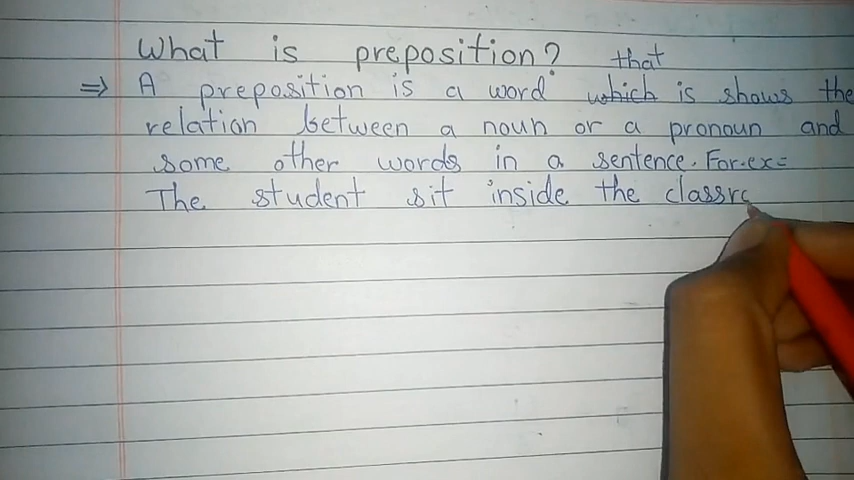 What is preposition?
that
⇒ A preposition is a word which is shows the
relation between a noun or a pronoun and
some other words in a sentence. For.ex=
The student sit inside the classro